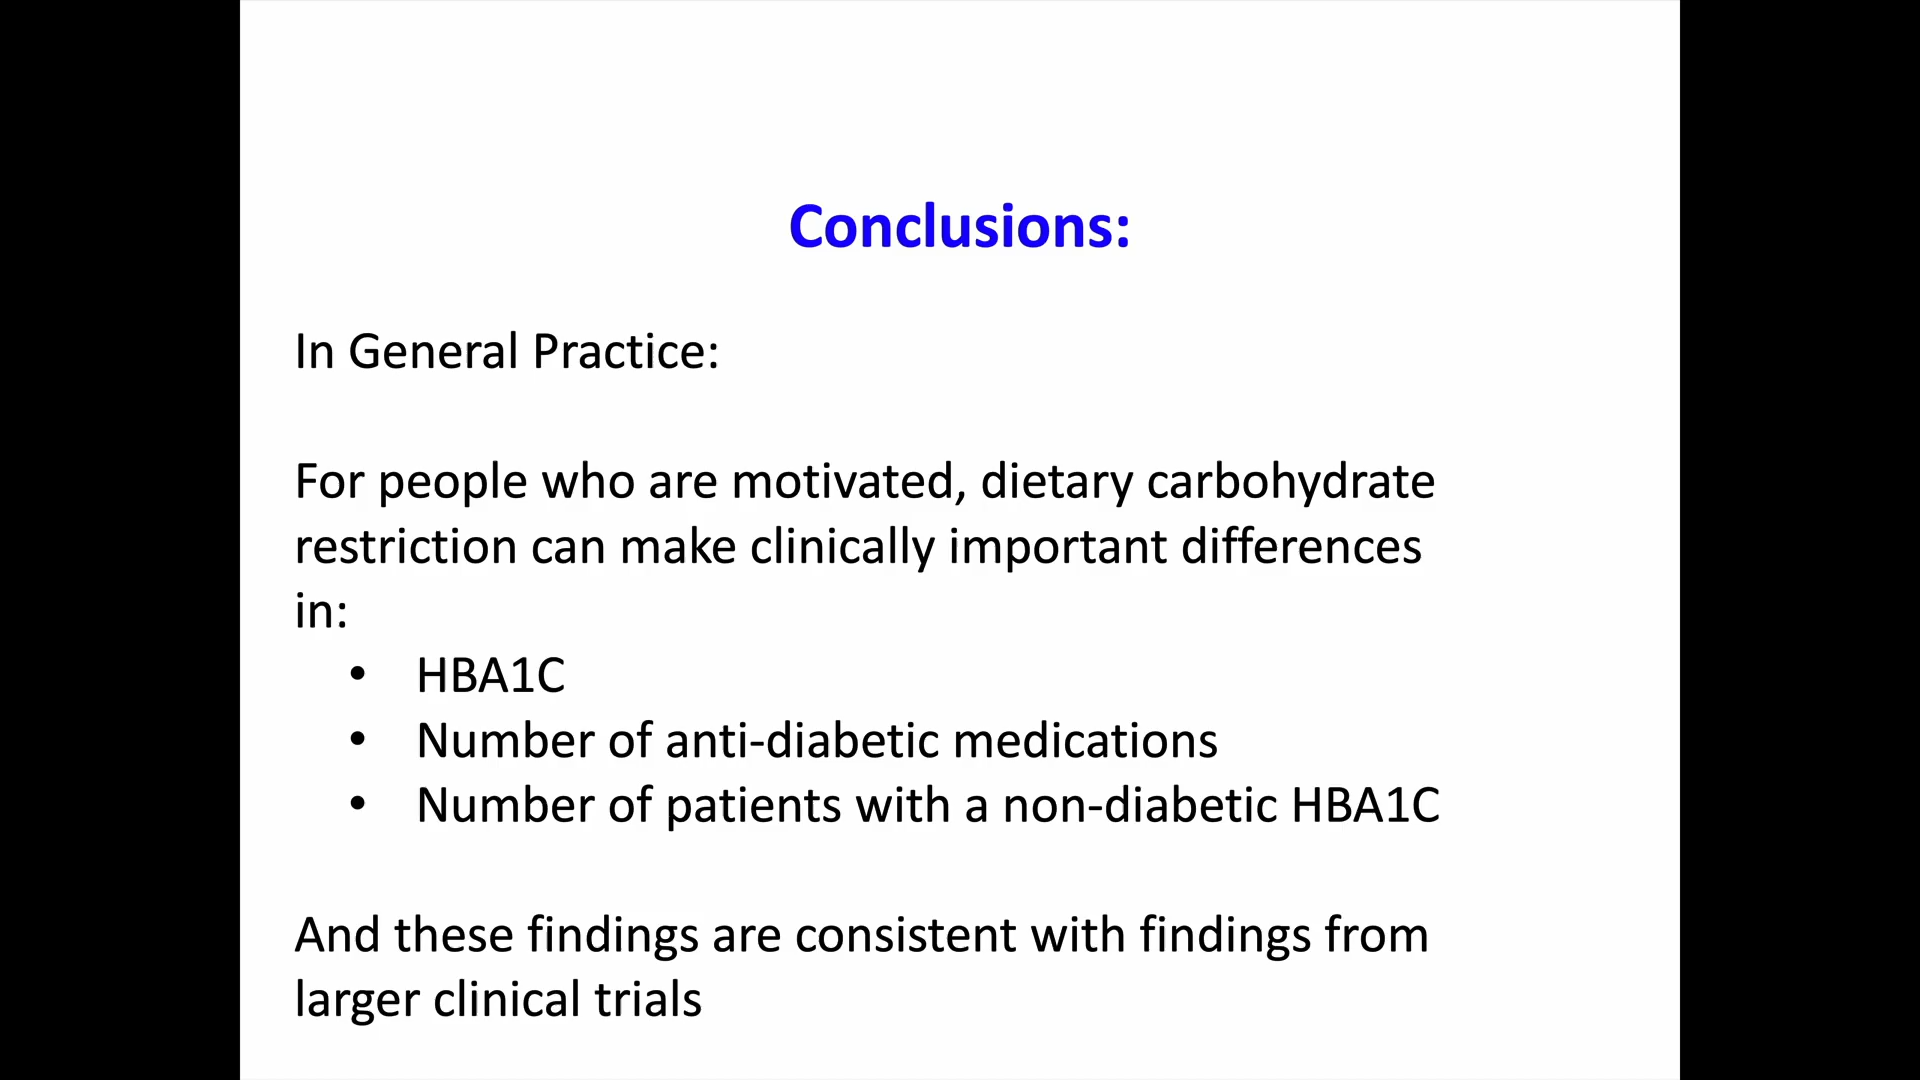 Conclusions:
In General Practice:
For people who are motivated, dietary carbohydrate
restriction can make clinically important differences
in:
• HBA1C
• Number of anti-diabetic medications
• Number of patients with a non-diabetic HBA1C
And these findings are consistent with findings from
larger clinical trials